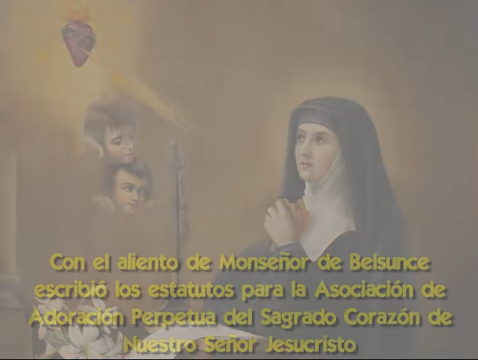 Con el aliento de Monseñor de Belsunce
escribió los estatutos para la Asociación de
Adoración Perpetua del Sagrado Corazón de
Nuestro Señor Jesucristo